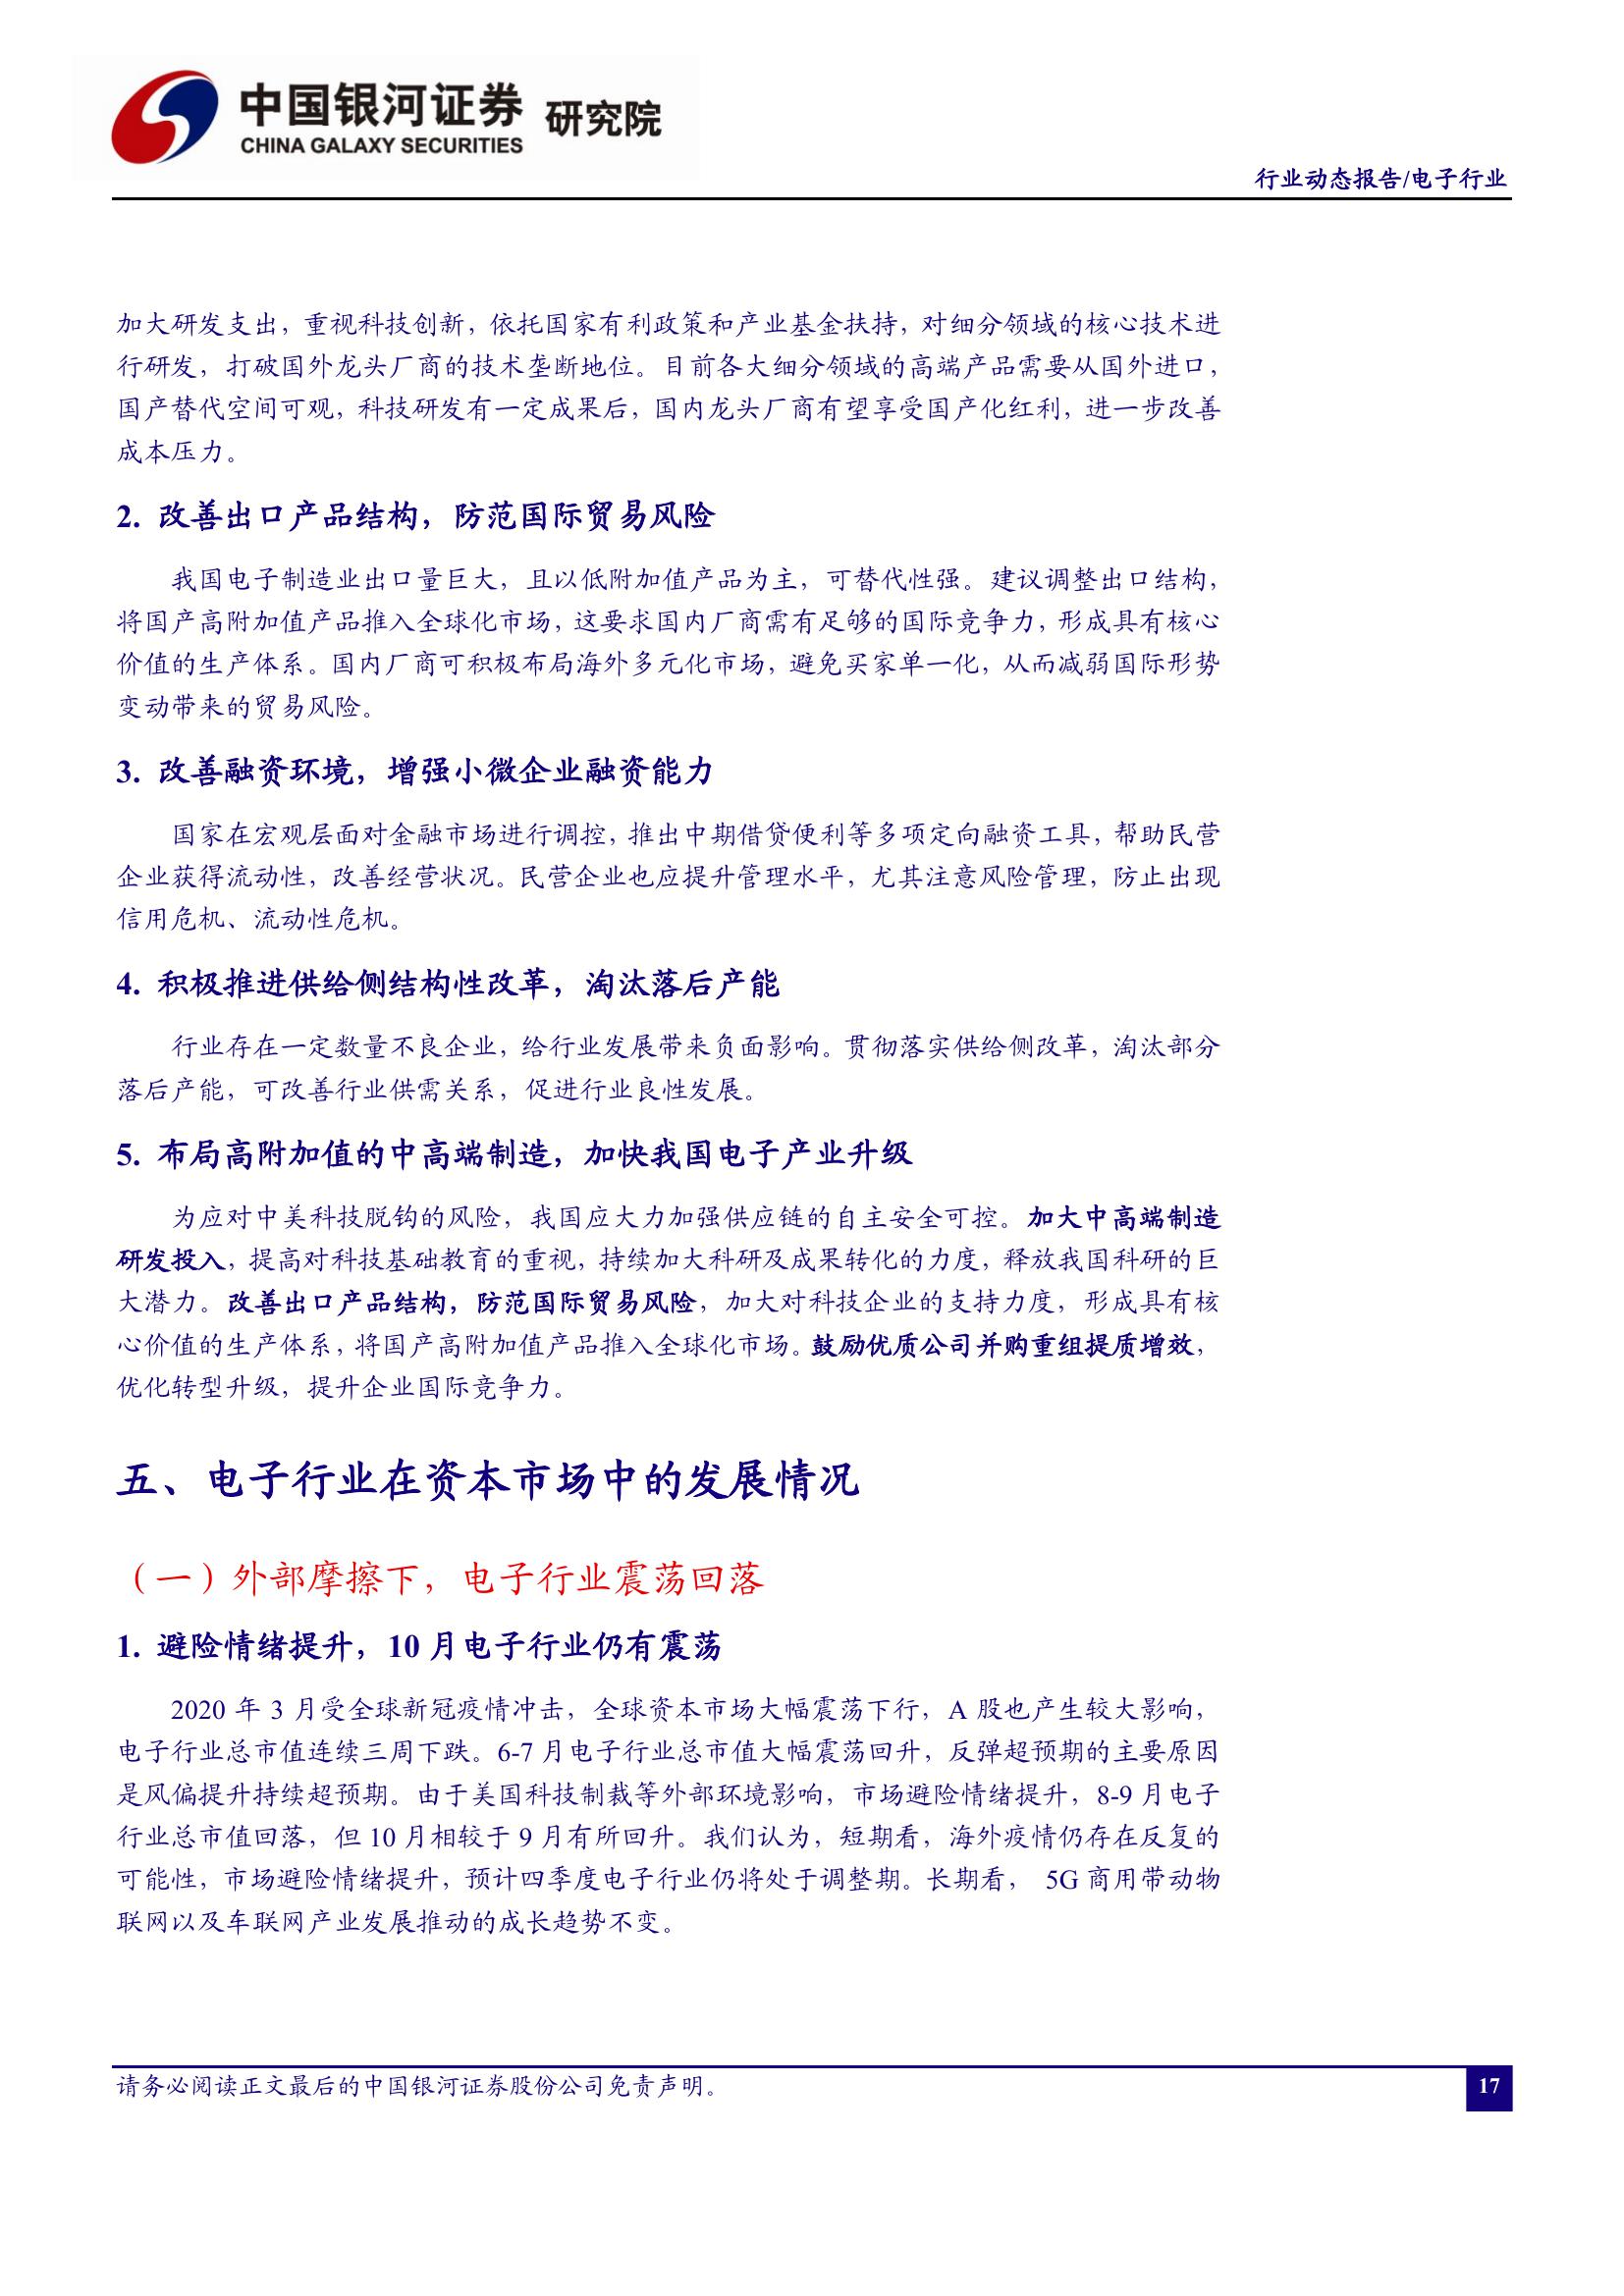 中国银河证券 研究院
CHINA GALAXY SECURITIES
行业动态报告/电子行业
加大研发支出，重视科技创新，依托国家有利政策和产业基金扶持，对细分领域的核心技术进
行研发，打破国外龙头厂商的技术垄断地位。目前各大细分领域的高端产品需要从国外进口，
国产替代空间可观，科技研发有一定成果后，国内龙头厂商有望享受国产化红利，进一步改善
成本压力。
2. 改善出口产品结构，防范国际贸易风险
我国电子制造业出口量巨大，且以低附加值产品为主，可替代性强。建议调整出口结构，
将国产高附加值产品推入全球化市场，这要求国内厂商需有足够的国际竞争力，形成具有核心
价值的生产体系。国内厂商可积极布局海外多元化市场，避免买家单一化，从而减弱国际形势
变动带来的贸易风险。
3. 改善融资环境，增强小微企业融资能力
国家在宏观层面对金融市场进行调控，推出中期借贷便利等多项定向融资工具，帮助民营
企业获得流动性，改善经营状况。民营企业也应提升管理水平，尤其注意风险管理，防止出现
信用危机、流动性危机。
4. 积极推进供给侧结构性改革，淘汰落后产能
行业存在一定数量不良企业，给行业发展带来负面影响。贯彻落实供给侧改革，淘汰部分
落后产能，可改善行业供需关系，促进行业良性发展。
5. 布局高附加值的中高端制造，加快我国电子产业升级
为应对中美科技脱钩的风险，我国应大力加强供应链的自主安全可控。加大中高端制造
研发投入，提高对科技基础教育的重视，持续加大科研及成果转化的力度，释放我国科研的巨
大潜力。改善出口产品结构，防范国际贸易风险，加大对科技企业的支持力度，形成具有核
心价值的生产体系，将国产高附加值产品推入全球化市场。鼓励优质公司并购重组提质增效，
优化转型升级，提升企业国际竞争力。
五、电子行业在资本市场中的发展情况
（一）外部摩擦下，电子行业震荡回落
1. 避险情绪提升，10 月电子行业仍有震荡
2020 年 3 月受全球新冠疫情冲击，全球资本市场大幅震荡下行，A 股也产生较大影响，
电子行业总市值连续三周下跌。6-7 月电子行业总市值大幅震荡回升，反弹超预期的主要原因
是风偏提升持续超预期。由于美国科技制裁等外部环境影响，市场避险情绪提升，8-9 月电子
行业总市值回落，但 10 月相较于 9 月有所回升。我们认为，短期看，海外疫情仍存在反复的
可能性，市场避险情绪提升，预计四季度电子行业仍将处于调整期。长期看， 5G 商用带动物
联网以及车联网产业发展推动的成长趋势不变。
请务必阅读正文最后的中国银河证券股份公司免责声明。
17